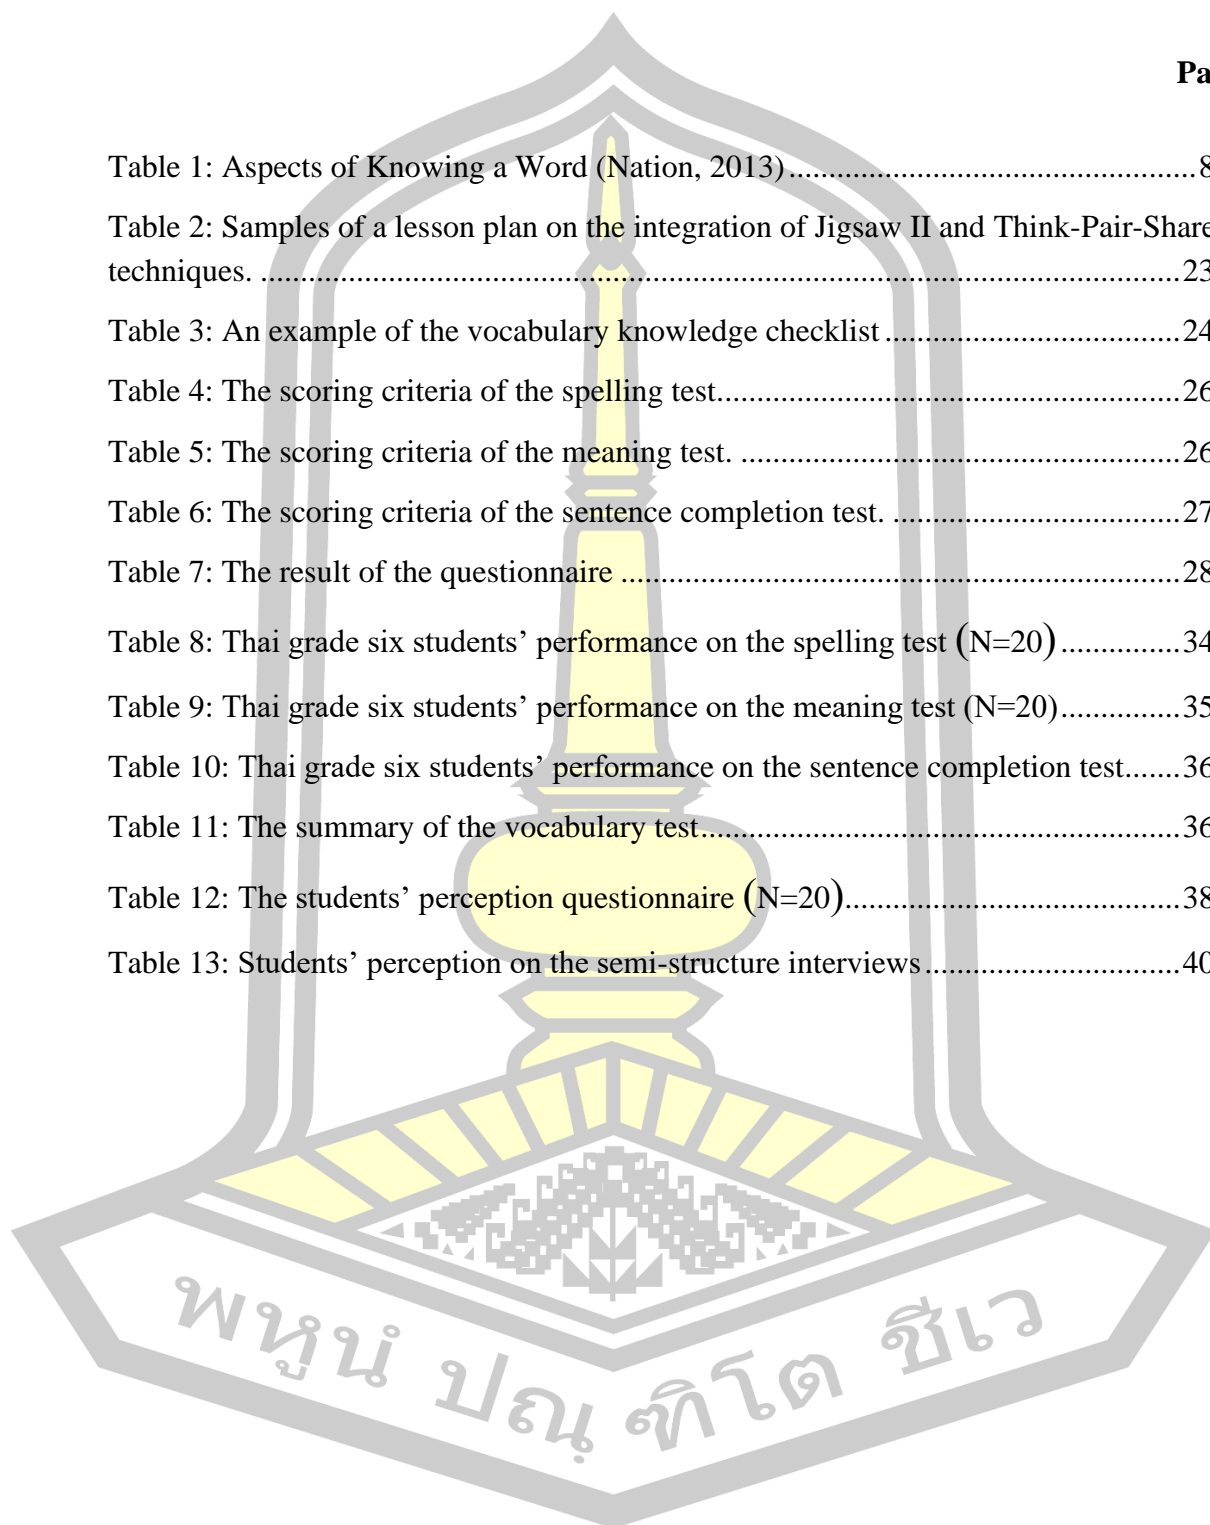 Pa
Table 1: Aspects of Knowing a Word (Nation, 2013)........................................8
Table 2: Samples of a lesson plan on the integration of Jigsaw II and Think-Pair-Share
techniques. ........................................23
Table 3: An example of the vocabulary knowledge checklist ........................................24
Table 4: The scoring criteria of the spelling test........................................26
Table 5: The scoring criteria of the meaning test. ........................................26
Table 6: The scoring criteria of the sentence completion test. ........................................27
Table 7: The result of the questionnaire ........................................28
Table 8: Thai grade six students’ performance on the spelling test (N=20) ..............34
Table 9: Thai grade six students’ performance on the meaning test (N=20)..............35
Table 10: Thai grade six students’ performance on the sentence completion test.......36
Table 11: The summary of the vocabulary test........................................36
Table 12: The students’ perception questionnaire (N=20)........................................38
Table 13: Students’ perception on the semi-structure interviews..............................40
พหูนํ ปณฺฑิโต ชีเว